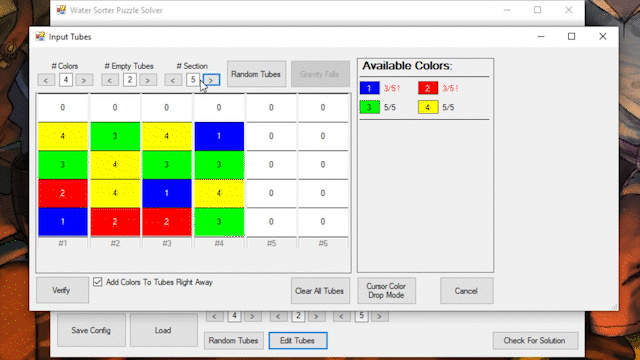 Water Sorter Puzzle Solver
Input Tubes
# Colors # Empty Tubes # Section
< 4 > < 2 > < 5 >
Random Tubes
Gravity Falls
Available Colors:
1 3/5 ! 2 3/5 !
3 5/5 4 5/5
0 0 0 0 0 0
4 3 4 1 0 0
3 4 3 3 0 0
2 4 1 4 0 0
1 2 2 3 0 0
#1 #2 #3 #4 #5 #6
Verify
Add Colors To Tubes Right Away
Clear All Tubes
Cursor Color
Drop Mode
Cancel
< 4 > < 2 > < 5 >
Save Config
Load
Random Tubes
Edit Tubes
Check For Solution